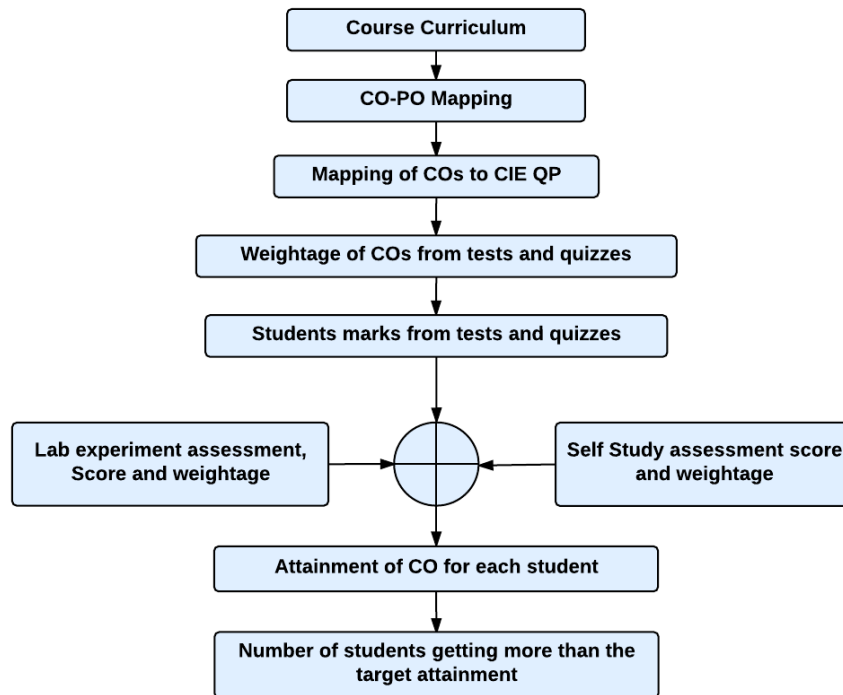 Course Curriculum
CO-PO Mapping
Mapping of COs to CIE QP
Weightage of COs from tests and quizzes
Students marks from tests and quizzes
Lab experiment assessment,
Score and weightage
Self Study assessment score
and weightage
Attainment of CO for each student
Number of students getting more than the
target attainment